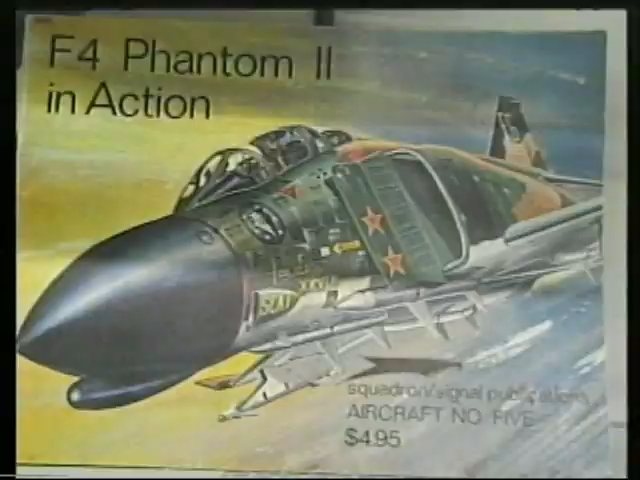 F4 Phantom II
in Action
squadron/signal publications
AIRCRAFT NO. FIVE
$4.95